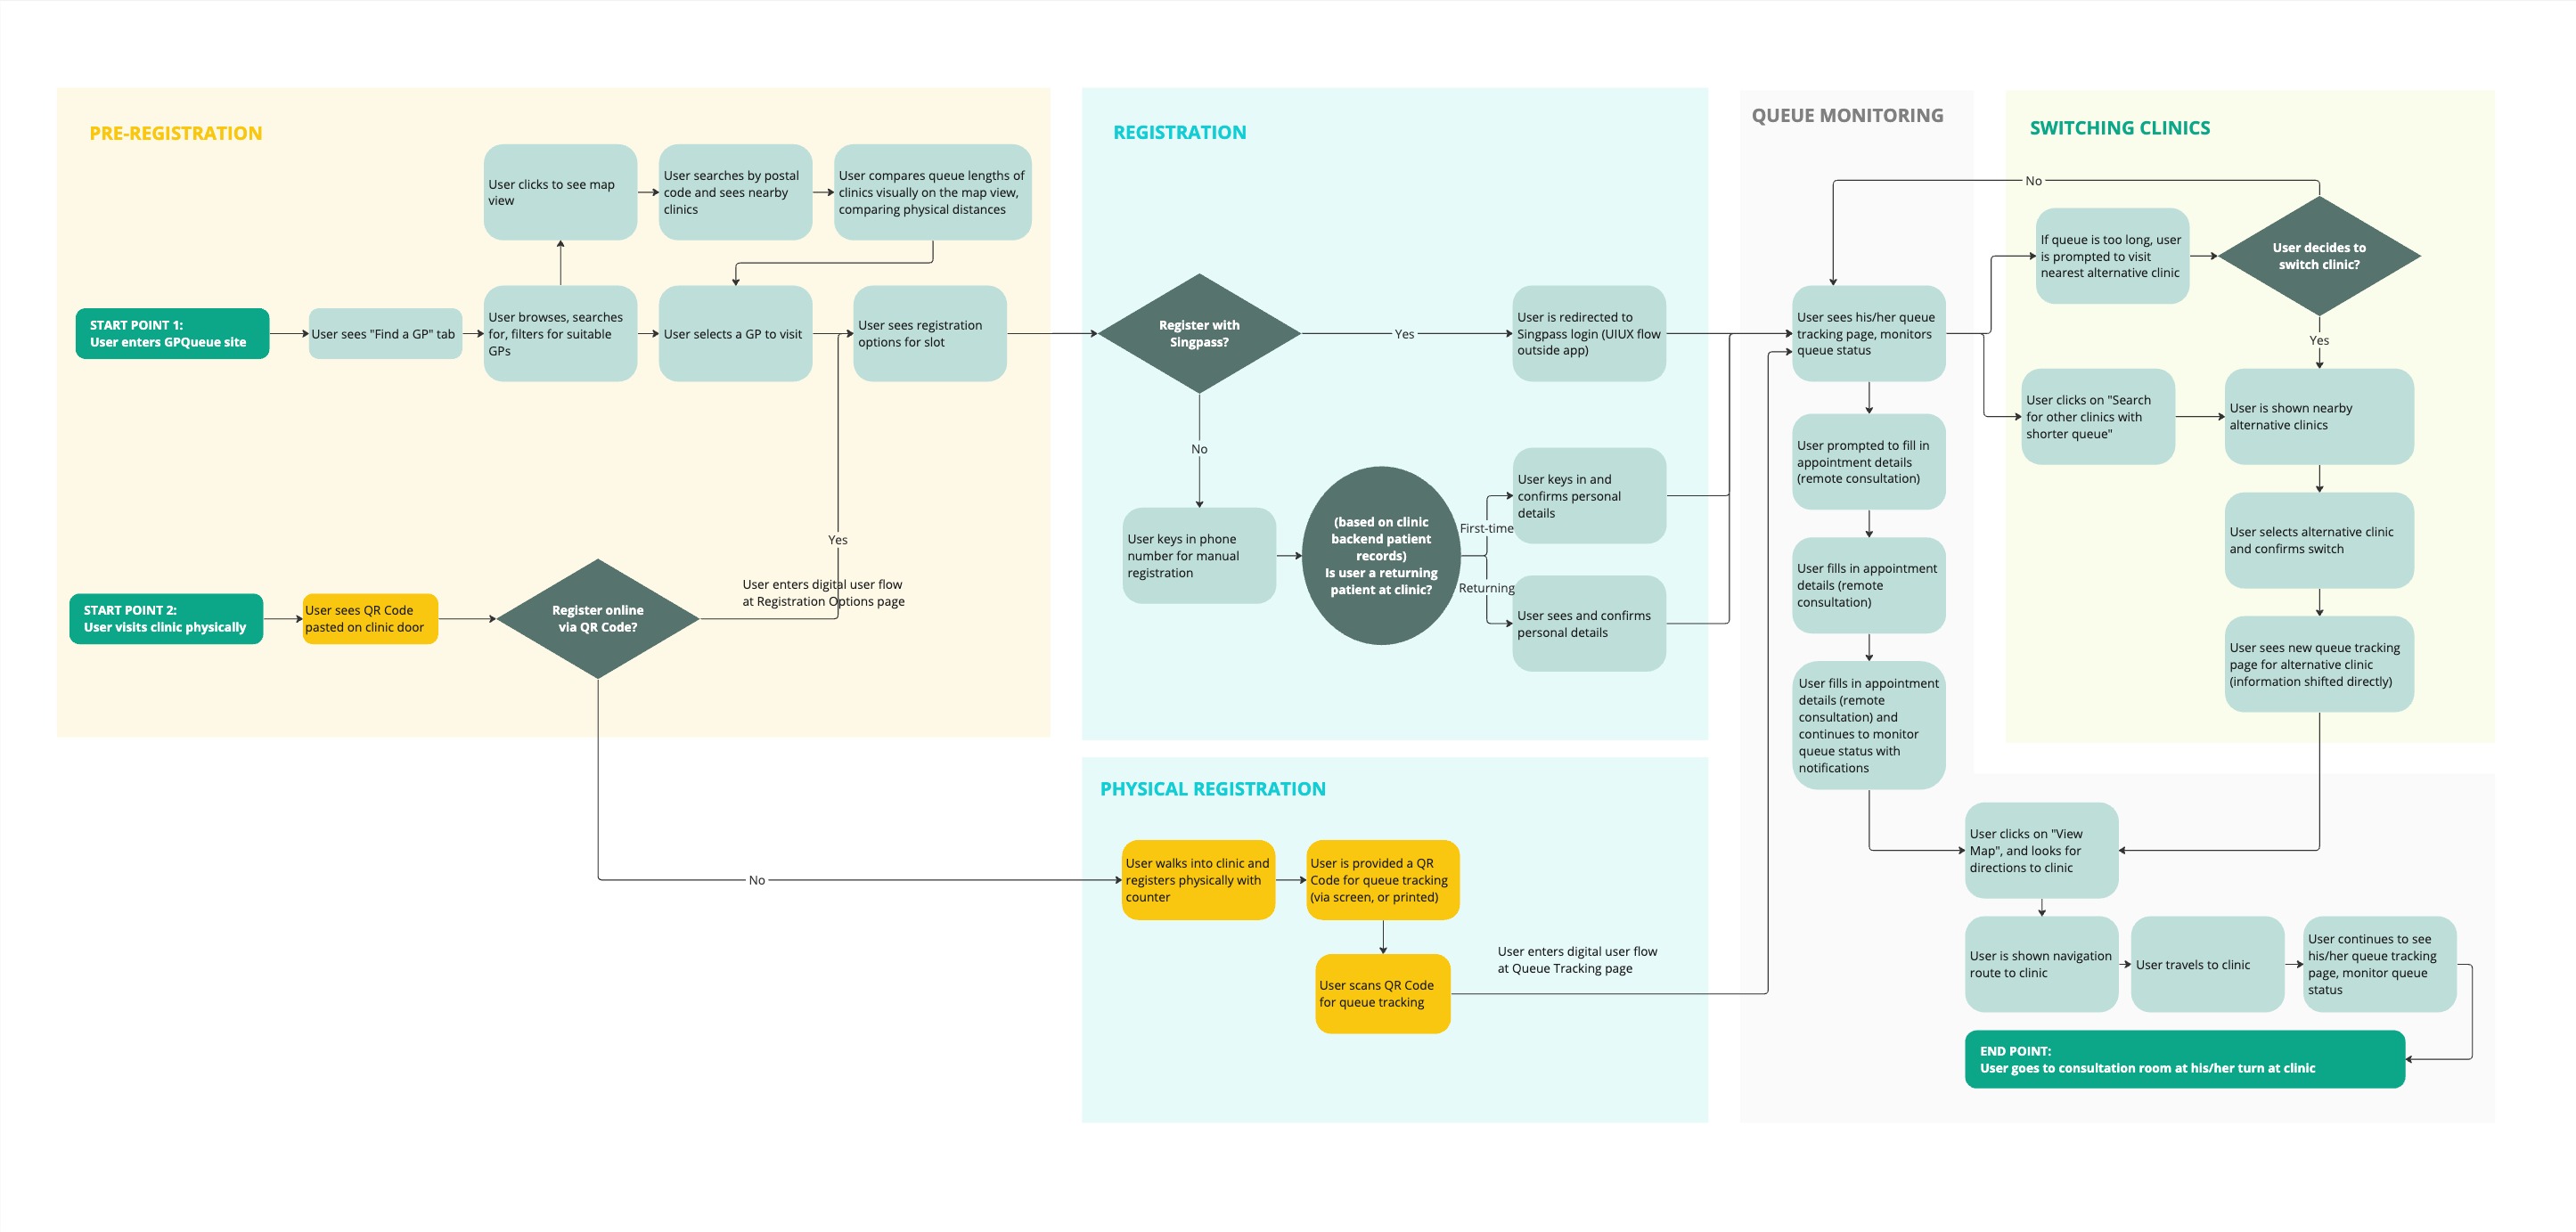 PRE-REGISTRATION
User clicks to see map
view
User searches by postal
code and sees nearby
clinics
User compares queue lengths of
clinics visually on the map view,
comparing physical distances
START POINT 1:
User enters GPQueue site
User sees "Find a GP" tab
User browses, searches
for, filters for suitable
GPs
User selects a GP to visit
User sees registration
options for slot
Yes
User enters digital user flow
at Registration Options page
START POINT 2:
User visits clinic physically
User sees QR Code
pasted on clinic door
Register online
via QR Code?
No
REGISTRATION
Register with
Singpass?
Yes
User is redirected to
Singpass login (UIUX flow
outside app)
No
User keys in phone
number for manual
registration
(based on clinic
backend patient
records)
Is user a returning
patient at clinic?
First-time
Returning
User keys in and
confirms personal
details
User sees and confirms
personal details
PHYSICAL REGISTRATION
User walks into clinic and
registers physically with
counter
User is provided a QR
Code for queue tracking
(via screen, or printed)
User scans QR Code
for queue tracking
User enters digital user flow
at Queue Tracking page
QUEUE MONITORING
User sees his/her queue
tracking page, monitors
queue status
User prompted to fill in
appointment details
(remote consultation)
User fills in appointment
details (remote
consultation)
User fills in appointment
details (remote
consultation) and
continues to monitor
queue status with
notifications
SWITCHING CLINICS
No
If queue is too long, user
is prompted to visit
nearest alternative clinic
User decides to
switch clinic?
Yes
User clicks on "Search
for other clinics with
shorter queue"
User is shown nearby
alternative clinics
User selects alternative clinic
and confirms switch
User sees new queue tracking
page for alternative clinic
(information shifted directly)
User clicks on "View
Map", and looks for
directions to clinic
User is shown navigation
route to clinic
User travels to clinic
User continues to see
his/her queue tracking
page, monitor queue
status
END POINT:
User goes to consultation room at his/her turn at clinic